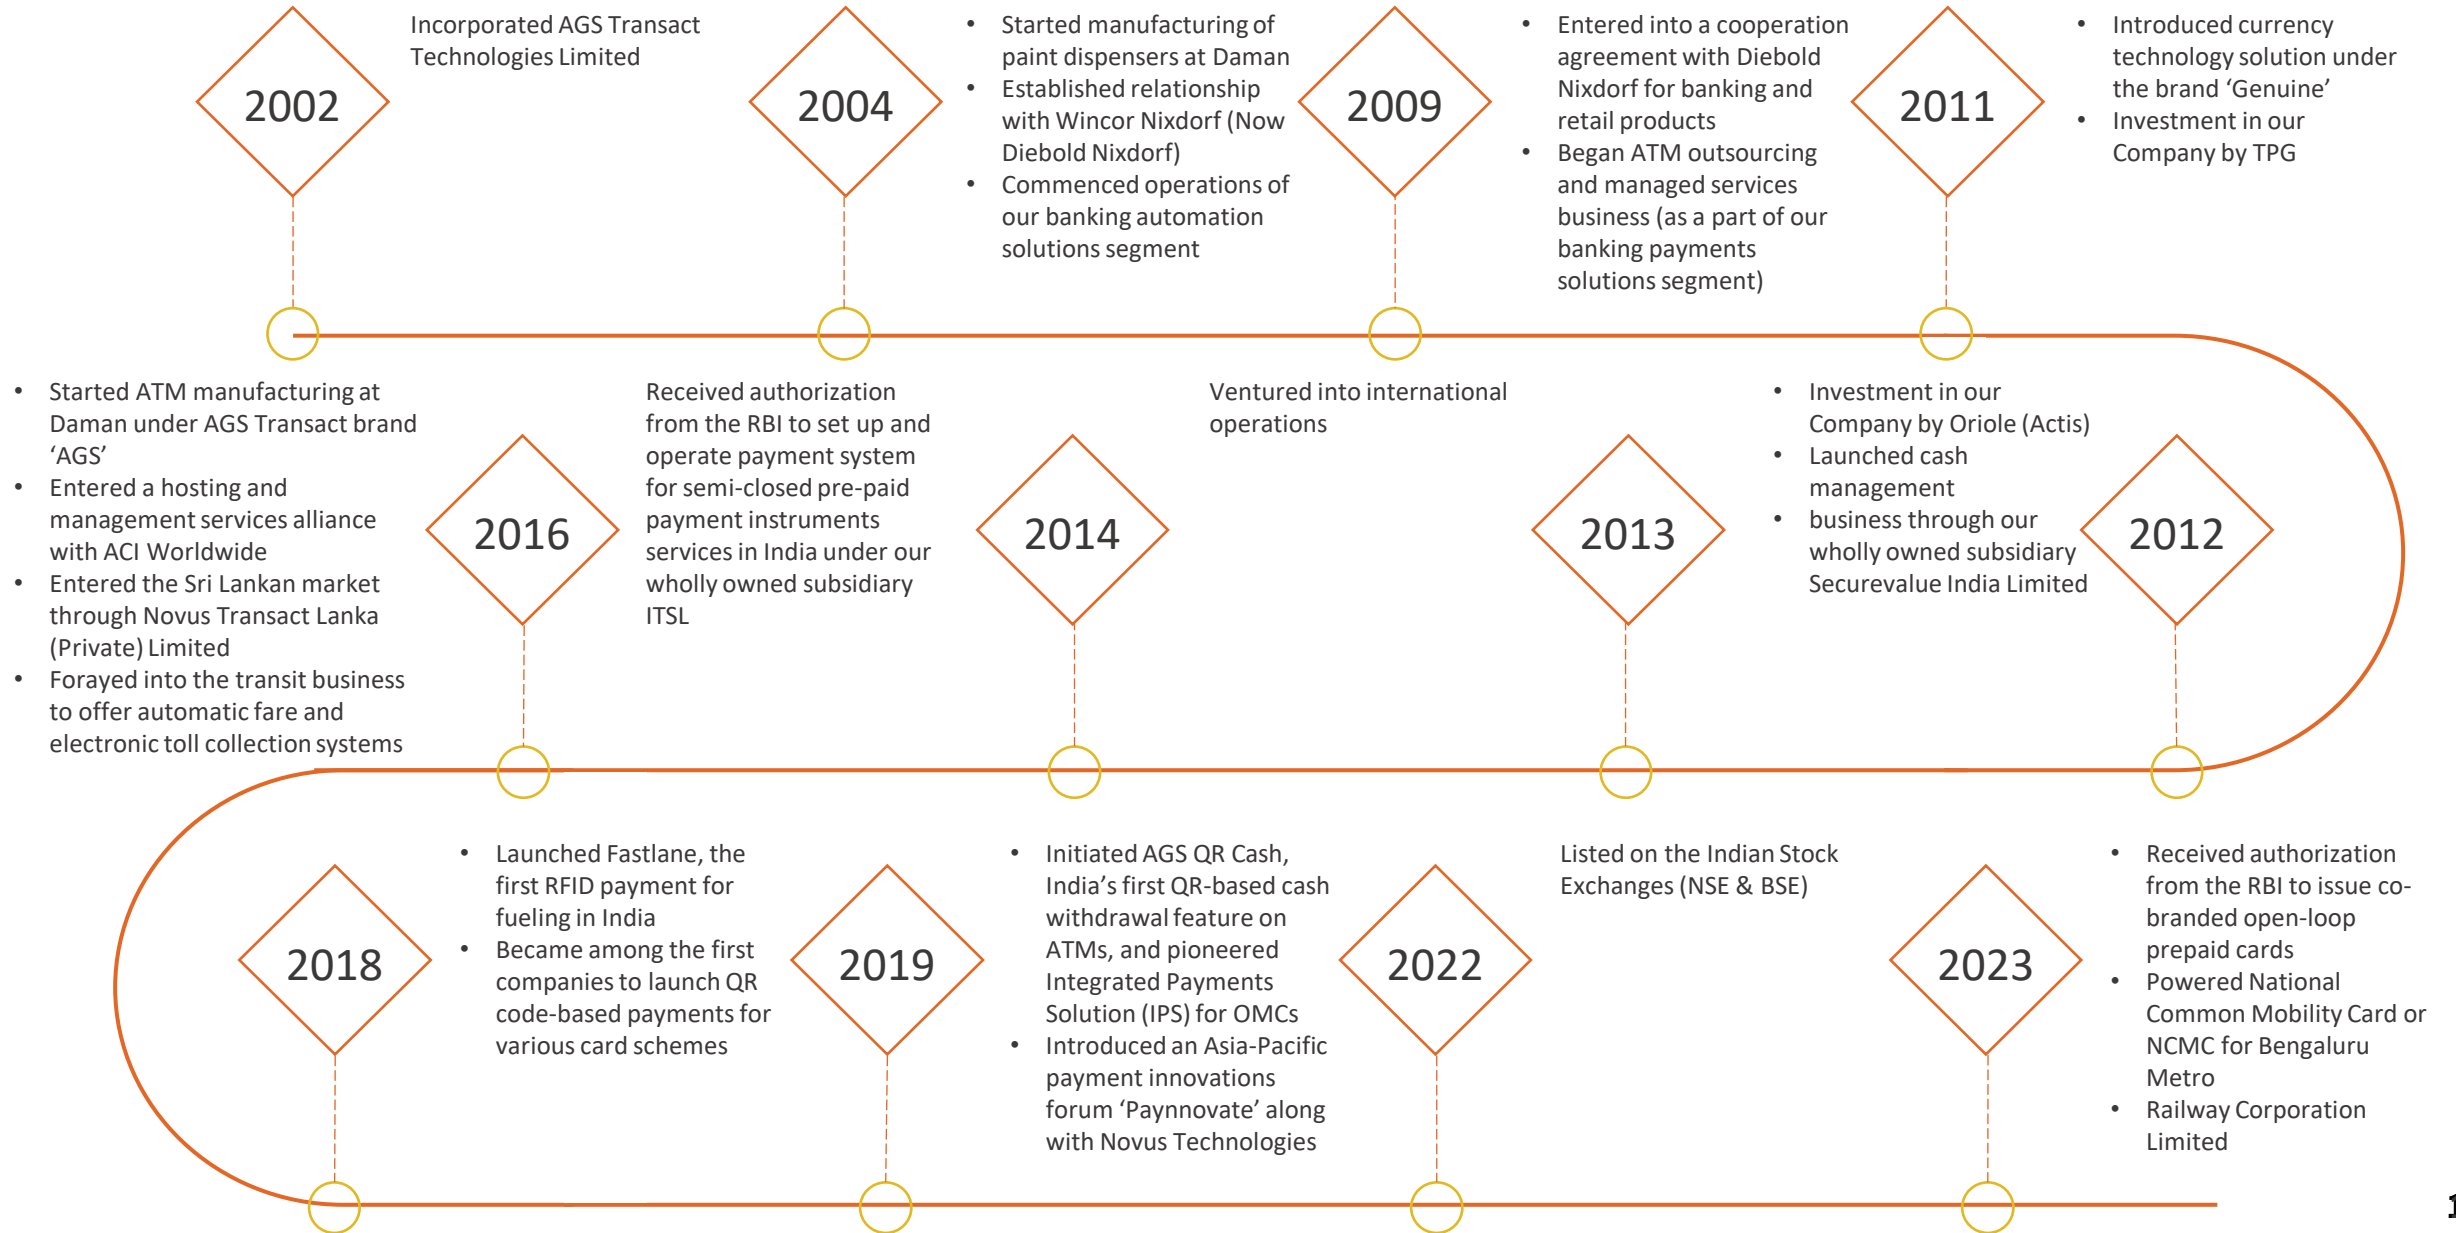 2002
Incorporated AGS Transact
Technologies Limited
2004
• Started manufacturing of
paint dispensers at Daman
• Established relationship
with Wincor Nixdorf (Now
Diebold Nixdorf)
• Commenced operations of
our banking automation
solutions segment
2009
• Entered into a cooperation
agreement with Diebold
Nixdorf for banking and
retail products
• Began ATM outsourcing
and managed services
business (as a part of our
banking payments
solutions segment)
2011
• Introduced currency
technology solution under
the brand ‘Genuine’
• Investment in our
Company by TPG
• Started ATM manufacturing at
Daman under AGS Transact brand
‘AGS’
• Entered a hosting and
management services alliance
with ACI Worldwide
• Entered the Sri Lankan market
through Novus Transact Lanka
(Private) Limited
• Forayed into the transit business
to offer automatic fare and
electronic toll collection systems
2016
Received authorization
from the RBI to set up and
operate payment system
for semi-closed pre-paid
payment instruments
services in India under our
wholly owned subsidiary
ITSL
2014
Ventured into international
operations
2013
• Investment in our
Company by Oriole (Actis)
• Launched cash
management
• business through our
wholly owned subsidiary
Securevalue India Limited
2012
2018
• Launched Fastlane, the
first RFID payment for
fueling in India
• Became among the first
companies to launch QR
code-based payments for
various card schemes
2019
• Initiated AGS QR Cash,
India’s first QR-based cash
withdrawal feature on
ATMs, and pioneered
Integrated Payments
Solution (IPS) for OMCs
• Introduced an Asia-Pacific
payment innovations
forum ‘Paynnovate’ along
with Novus Technologies
2022
Listed on the Indian Stock
Exchanges (NSE & BSE)
2023
• Received authorization
from the RBI to issue co-
branded open-loop
prepaid cards
• Powered National
Common Mobility Card or
NCMC for Bengaluru
Metro
• Railway Corporation
Limited